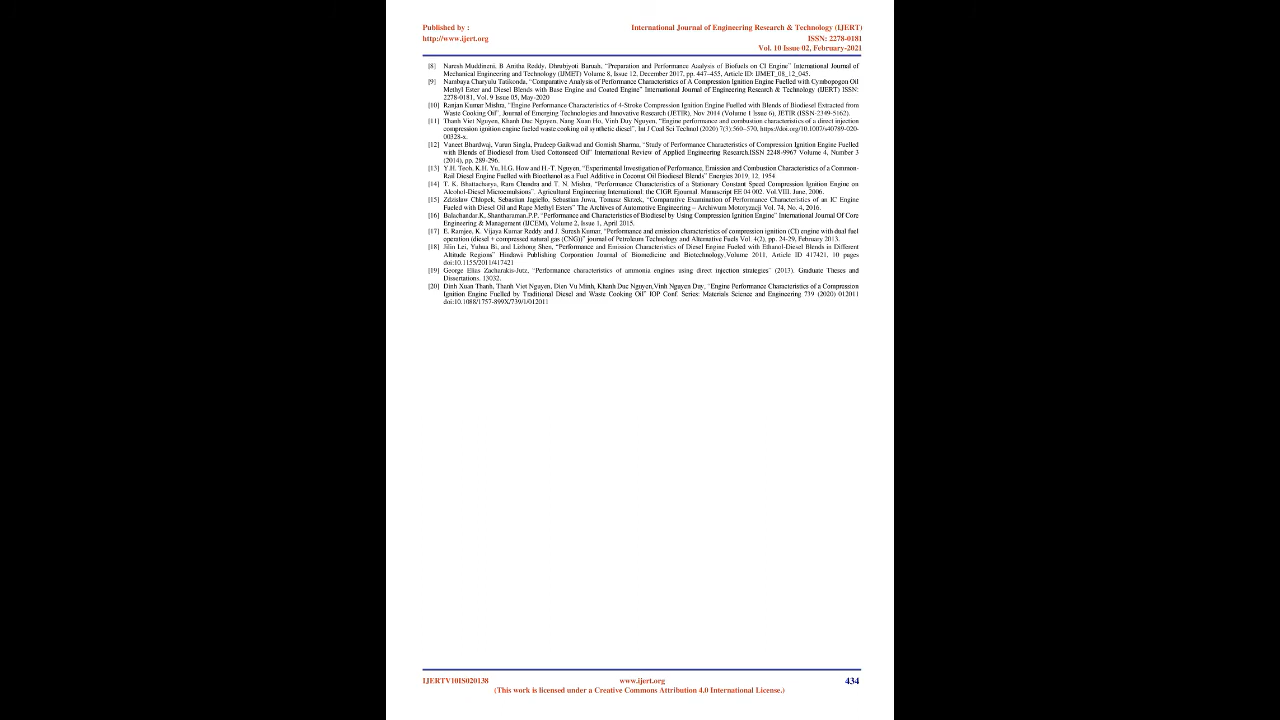 Published by : International Journal of Engineering Research & Technology (IJERT)
http://www.ijert.org ISSN: 2278-0181
Vol. 10 Issue 02, February-2021
[8] Naresh Muddineni, B Anitha Reddy, Dhrubjyoti Baruah, “Preparation and Performance Analysis of Biofuels on CI Engine” International Journal of
Mechanical Engineering and Technology (IJMET) Volume 8, Issue 12, December 2017, pp. 447–455, Article ID: IJMET_08_12_045.
[9] Nambaya Charyulu Tatikonda, “Comparative Analysis of Performance Characteristics of A Compression Ignition Engine Fuelled with Cymbopogon Oil
Methyl Ester and Diesel Blends with Base Engine and Coated Engine” International Journal of Engineering Research & Technology (IJERT) ISSN:
2278-0181, Vol. 9 Issue 05, May-2020
[10] Ranjan Kumar Mishra, “Engine Performance Characteristics of 4-Stroke Compression Ignition Engine Fuelled with Blends of Biodiesel Extracted from
Waste Cooking Oil”, Journal of Emerging Technologies and Innovative Research (JETIR), Nov 2014 (Volume 1 Issue 6), JETIR (ISSN-2349-5162).
[11] Thanh Viet Nguyen, Khanh Duc Nguyen, Nang Xuan Ho, Vinh Duy Nguyen, “Engine performance and combustion characteristics of a direct injection
compression ignition engine fueled waste cooking oil synthetic diesel”, Int J Coal Sci Technol (2020) 7(3):560–570, https://doi.org/10.1007/s40789-020-
00328-x.
[12] Vaneet Bhardwaj, Varun Singla, Pradeep Gaikwad and Gomish Sharma, “Study of Performance Characteristics of Compression Ignition Engine Fuelled
with Blends of Biodiesel from Used Cottonseed Oil” International Review of Applied Engineering Research.ISSN 2248-9967 Volume 4, Number 3
(2014), pp. 289-296.
[13] Y.H. Teoh, K.H. Yu, H.G. How and H.-T. Nguyen, “Experimental Investigation of Performance, Emission and Combustion Characteristics of a Common-
Rail Diesel Engine Fuelled with Bioethanol as a Fuel Additive in Coconut Oil Biodiesel Blends” Energies 2019, 12, 1954
[14] T. K. Bhattacharya, Ram Chandra and T. N. Mishra, “Performance Characteristics of a Stationary Constant Speed Compression Ignition Engine on
Alcohol-Diesel Microemulsions”. Agricultural Engineering International: the CIGR Ejournal. Manuscript EE 04 002. Vol.VIII. June, 2006.
[15] Zdzisław Chłopek, Sebastian Jagiełło, Sebastian Juwa, Tomasz Skrzek, “Comparative Examination of Performance Characteristics of an IC Engine
Fueled with Diesel Oil and Rape Methyl Esters” The Archives of Automotive Engineering – Archiwum Motoryzacji Vol. 74, No. 4, 2016.
[16] Balachandar.K, Shantharaman.P.P, “Performance and Characteristics of Biodiesel by Using Compression Ignition Engine” International Journal Of Core
Engineering & Management (IJCEM), Volume 2, Issue 1, April 2015.
[17] E. Ramjee, K. Vijaya Kumar Reddy and J. Suresh Kumar, “Performance and emission characteristics of compression ignition (CI) engine with dual fuel
operation (diesel + compressed natural gas (CNG))” journal of Petroleum Technology and Alternative Fuels Vol. 4(2), pp. 24-29, February 2013.
[18] Jilin Lei, Yuhua Bi, and Lizhong Shen, “Performance and Emission Characteristics of Diesel Engine Fueled with Ethanol-Diesel Blends in Different
Altitude Regions” Hindawi Publishing Corporation Journal of Biomedicine and Biotechnology,Volume 2011, Article ID 417421, 10 pages
doi:10.1155/2011/417421
[19] George Elias Zacharakis-Jutz, “Performance characteristics of ammonia engines using direct injection strategies” (2013). Graduate Theses and
Dissertations. 13032.
[20] Dinh Xuan Thanh, Thanh Viet Nguyen, Dien Vu Minh, Khanh Duc Nguyen,Vinh Nguyen Duy, “Engine Performance Characteristics of a Compression
Ignition Engine Fuelled by Traditional Diesel and Waste Cooking Oil” IOP Conf. Series: Materials Science and Engineering 739 (2020) 012011
doi:10.1088/1757-899X/739/1/012011
IJERTV10IS020138 www.ijert.org 434
(This work is licensed under a Creative Commons Attribution 4.0 International License.)